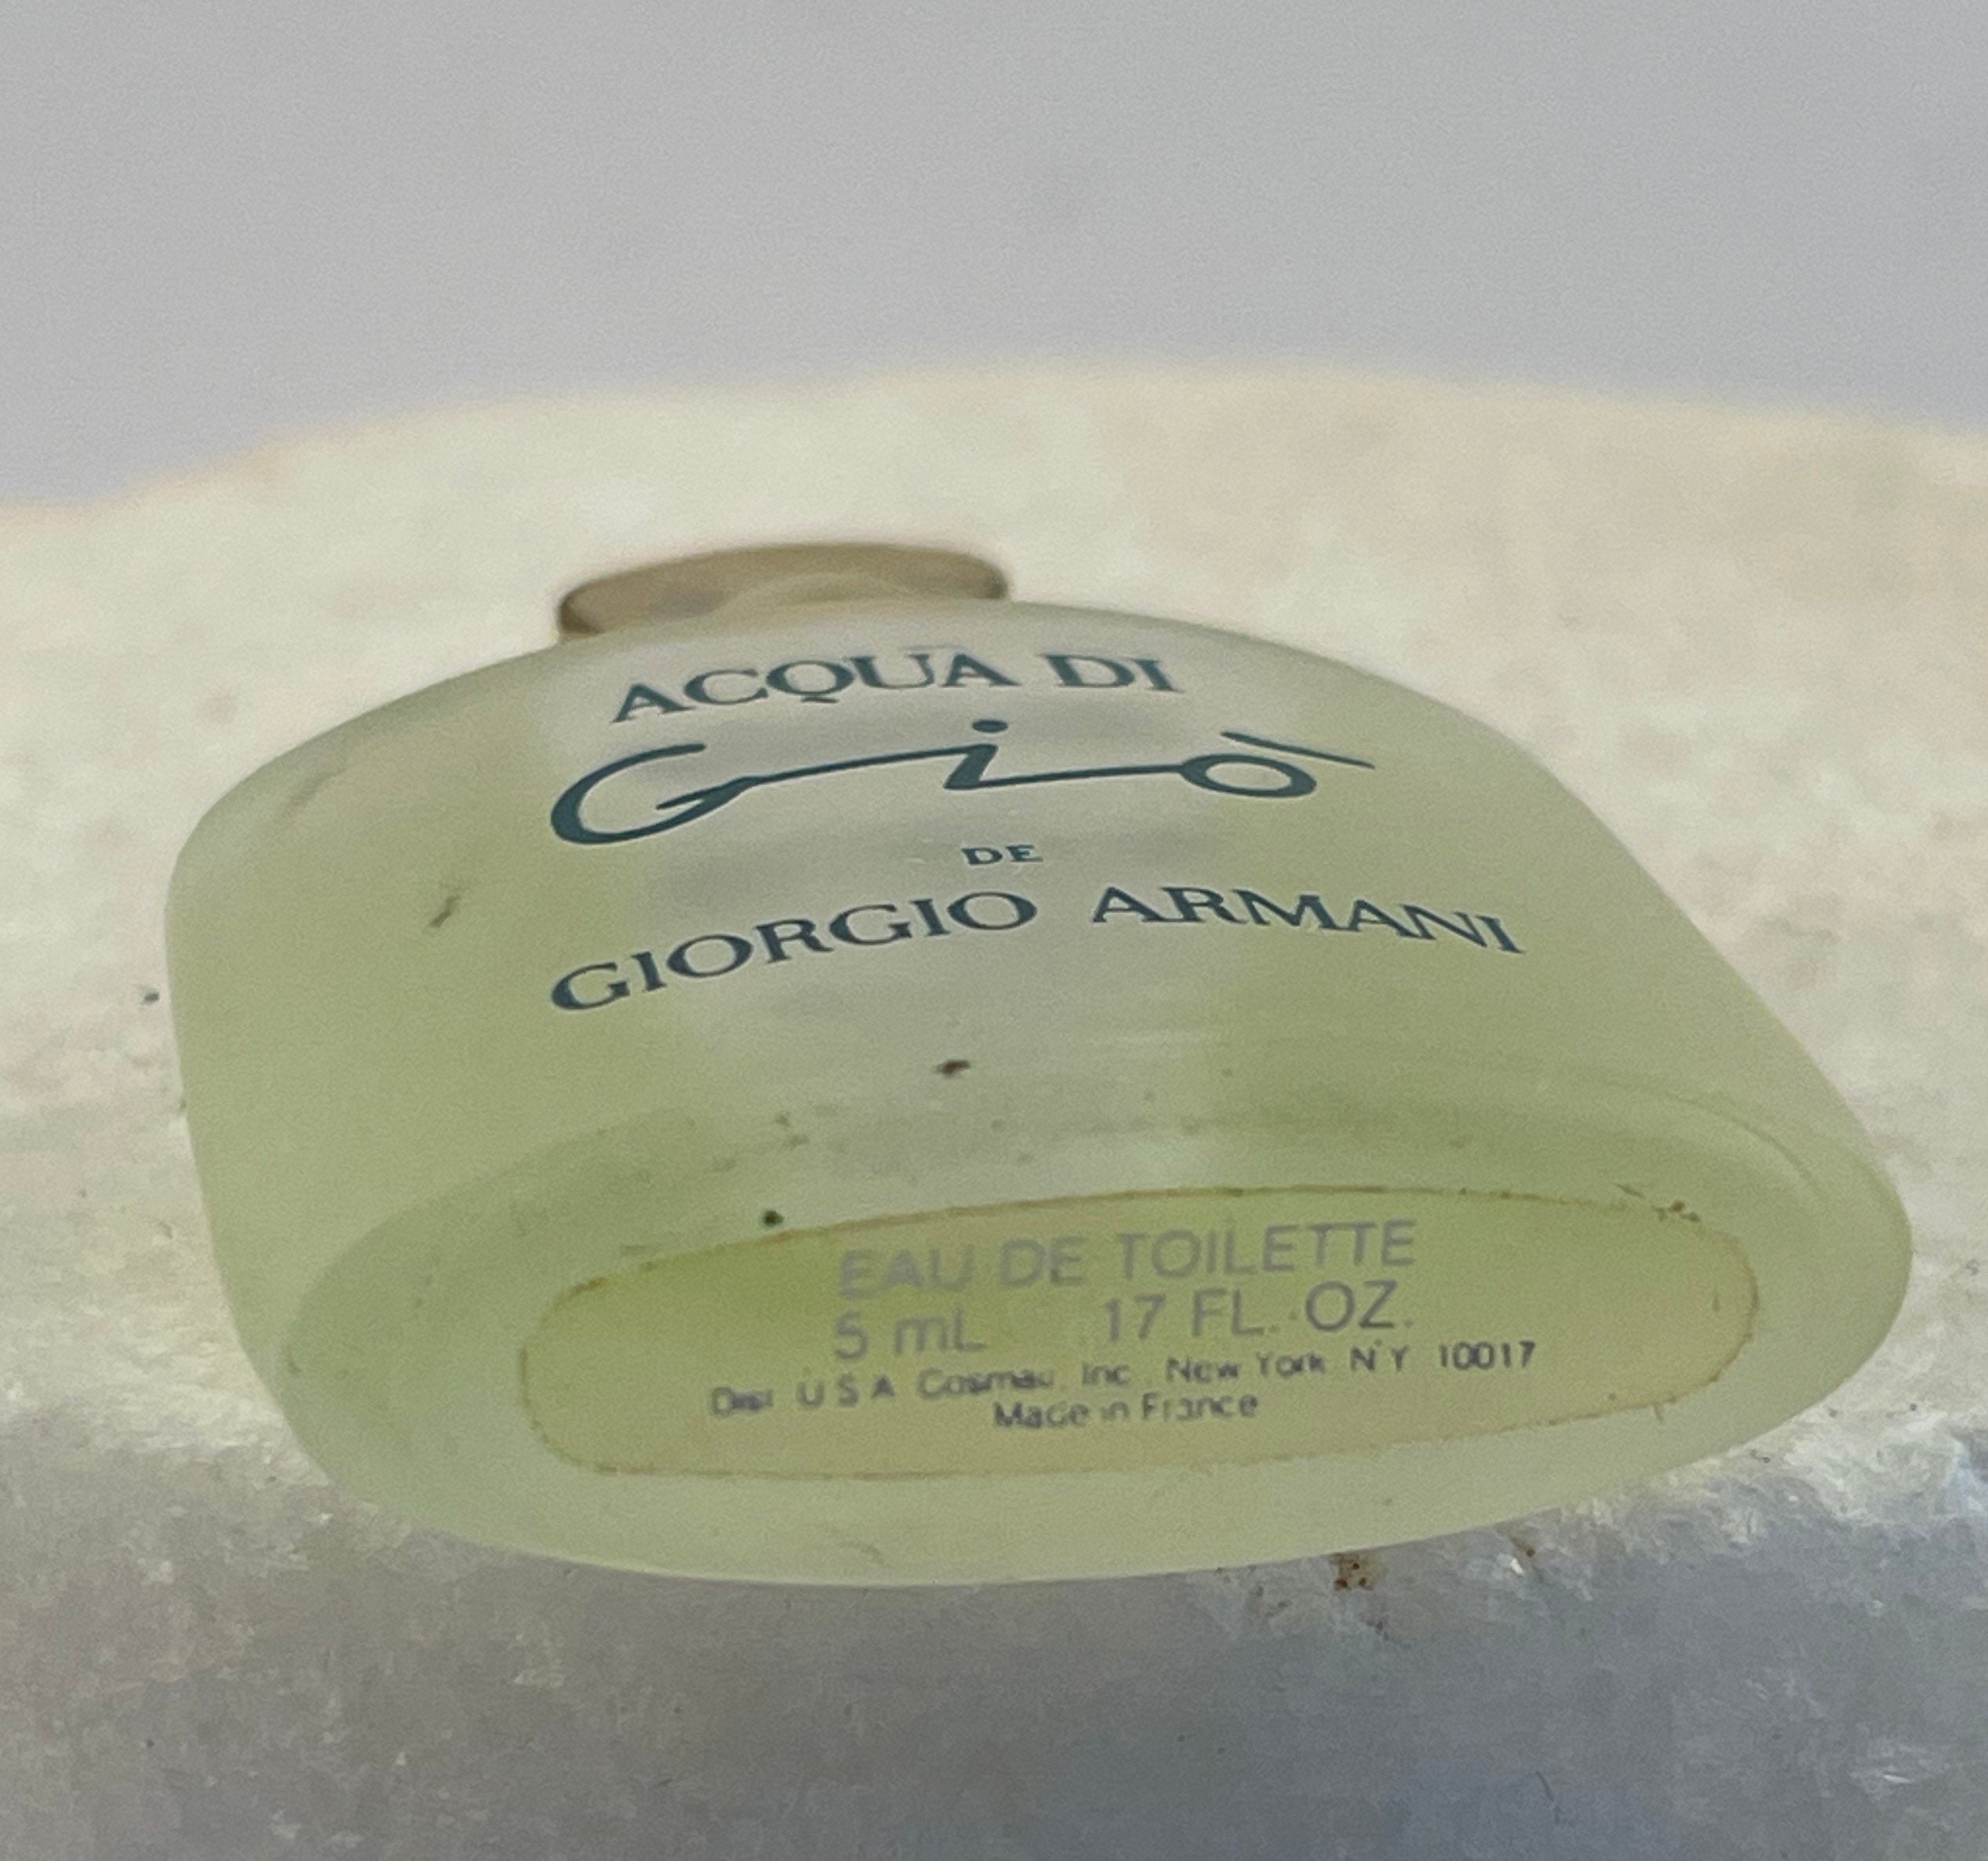 ACQUA DI
Giò
DE
GIORGIO ARMANI
EAU DE TOILETTE
5 mL .17 FL. OZ.
Dist U S A Cosmair, Inc., New York N Y 10017
Made in France